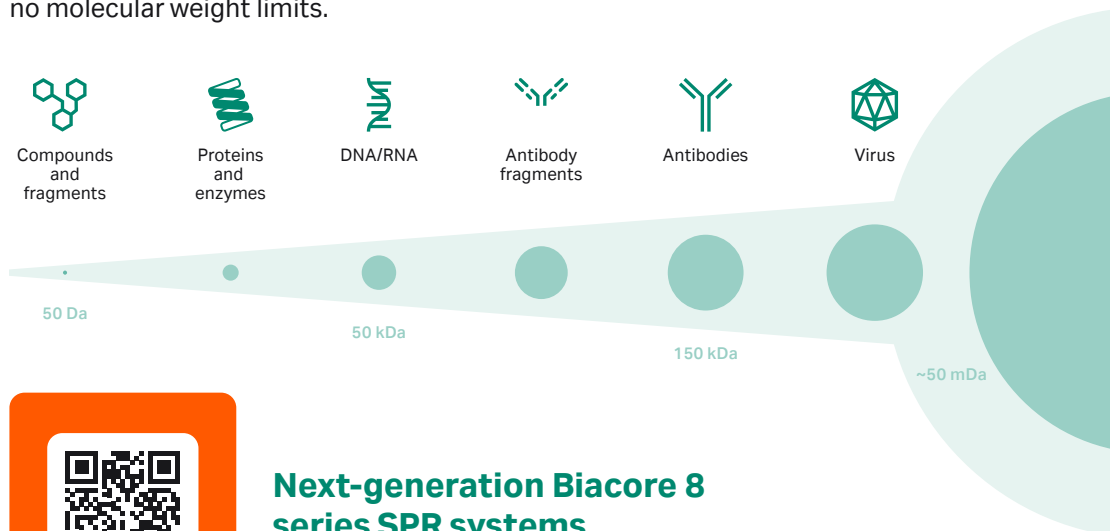 no molecular weight limits.
Compounds
and
fragments
Proteins
and
enzymes
DNA/RNA
Antibody
fragments
Antibodies
Virus
50 Da
50 kDa
150 kDa
~50 mDa
Next-generation Biacore 8
series SPR systems